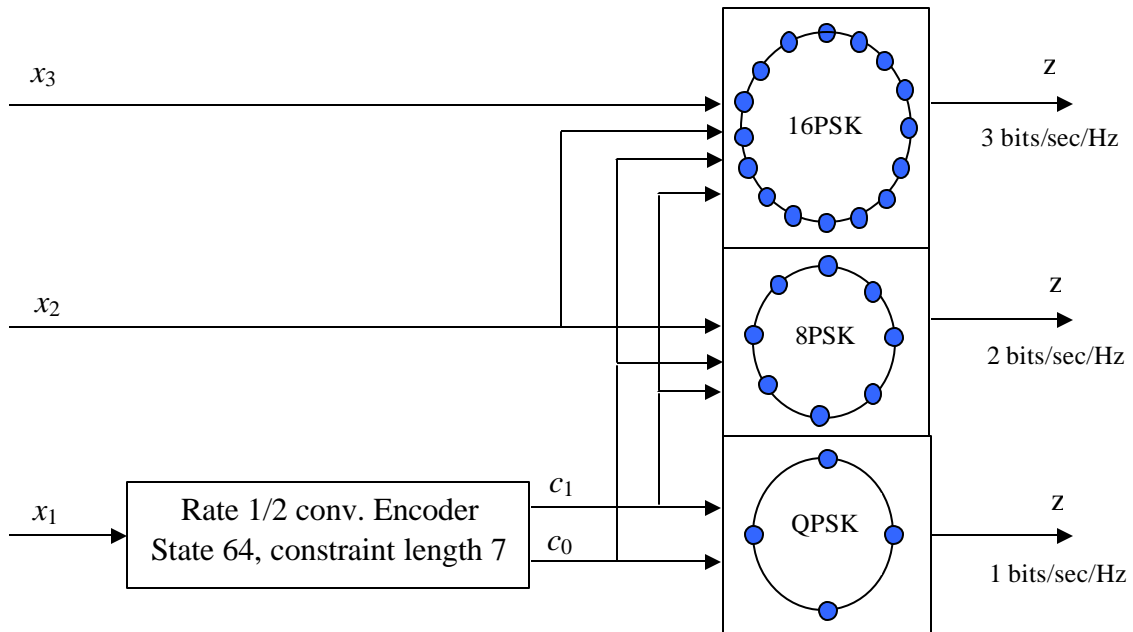 x3
16PSK
z
3 bits/sec/Hz
x2
8PSK
z
2 bits/sec/Hz
x1
Rate 1/2 conv. Encoder
State 64, constraint length 7
c1
c0
QPSK
z
1 bits/sec/Hz